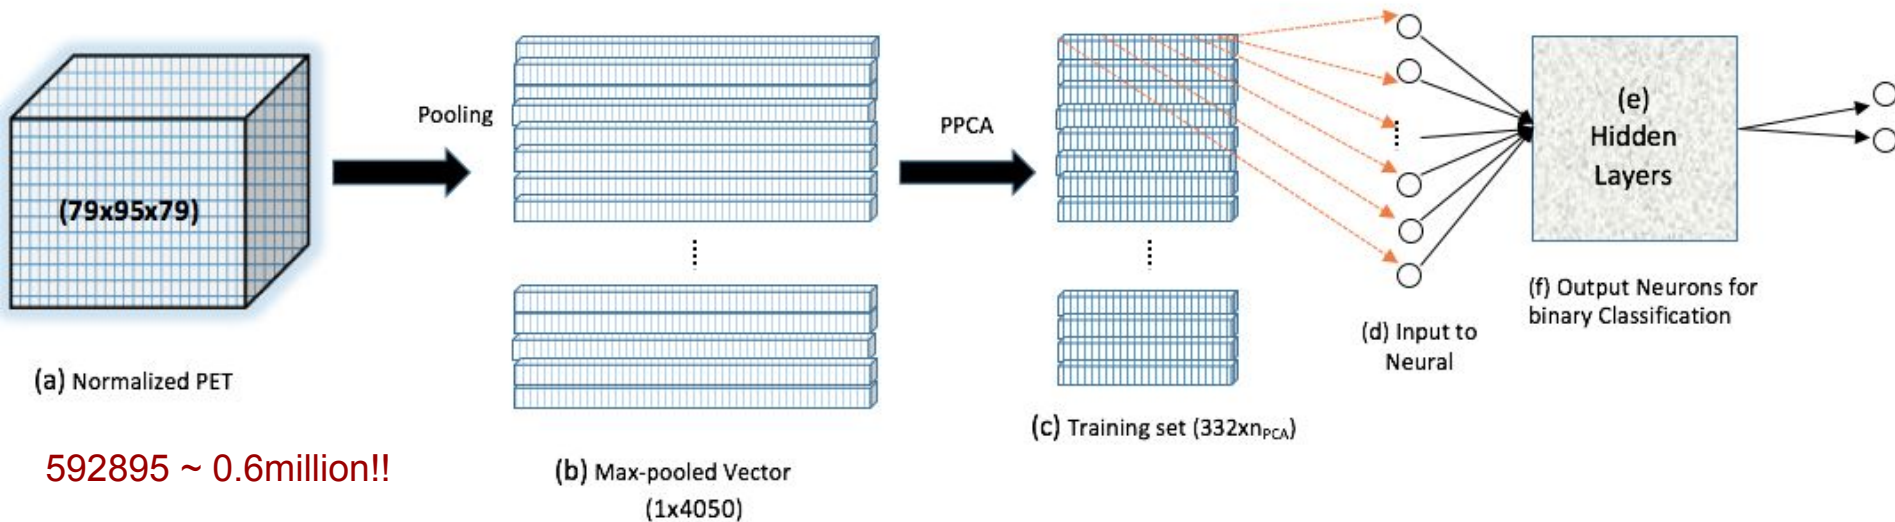 (79x95x79)
(a) Normalized PET
592895 ~ 0.6million!!
Pooling
(b) Max-pooled Vector
(1x4050)
PPCA
(c) Training set (332xnPCA)
(d) Input to
Neural
(e)
Hidden
Layers
(f) Output Neurons for
binary Classification